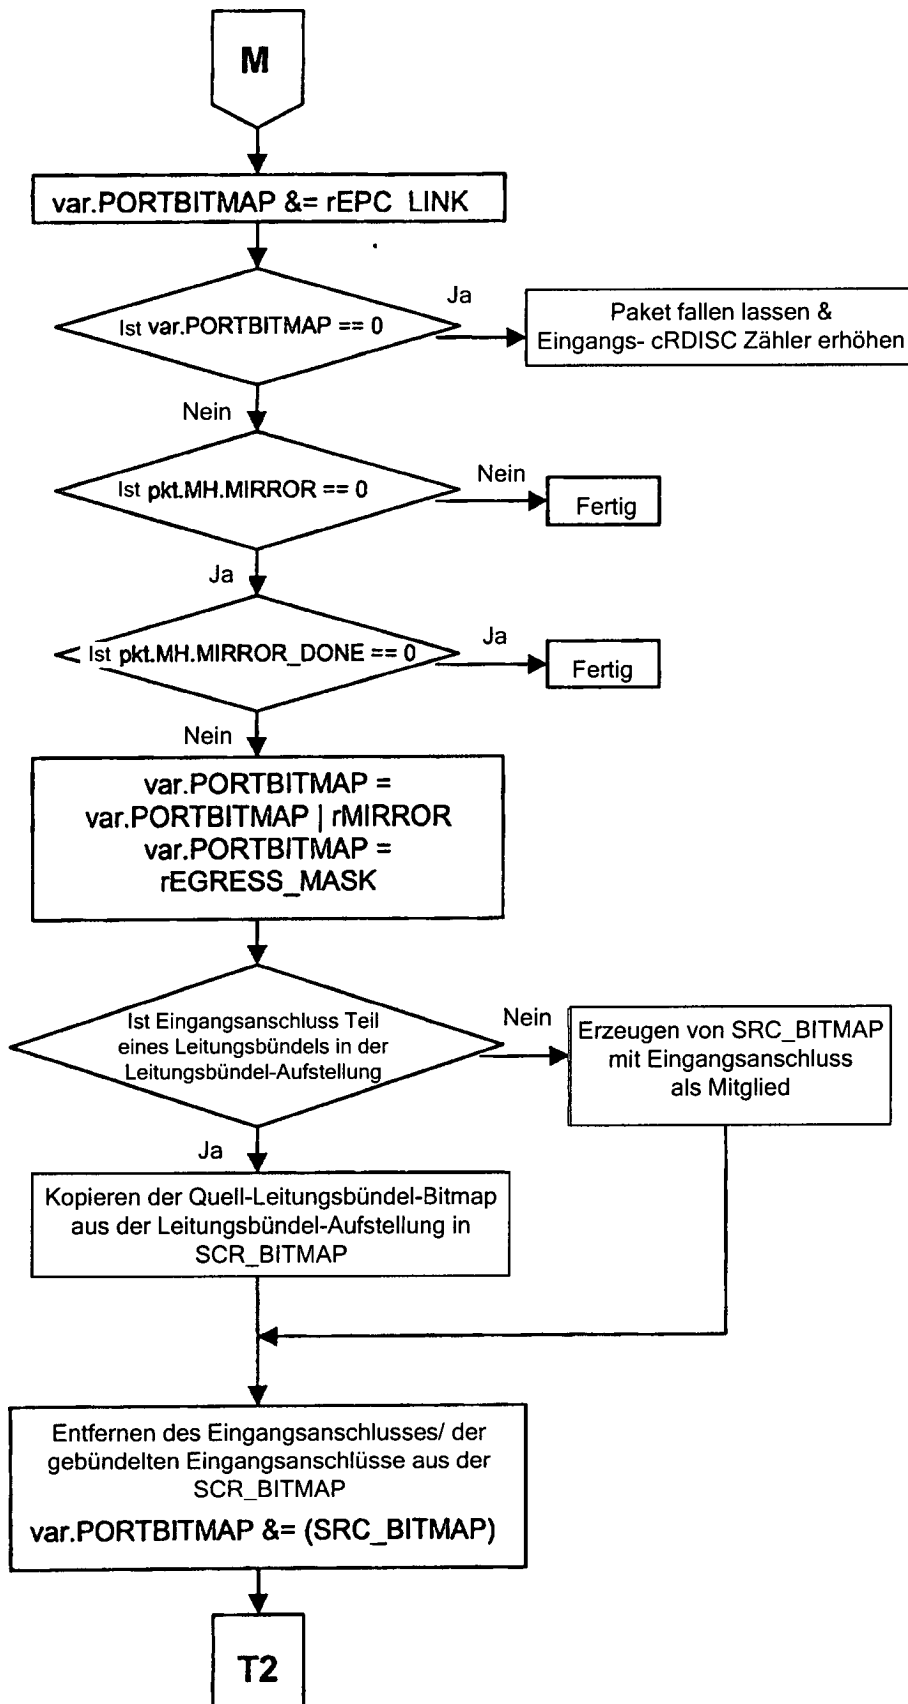 M
var.PORTBITMAP &= rEPC LINK
Ist var.PORTBITMAP == 0
Ja
Paket fallen lassen &
Eingangs- cRDISC Zähler erhöhen
Nein
Ist pkt.MH.MIRROR == 0
Nein
Fertig
Ja
Ist pkt.MH.MIRROR_DONE == 0
Ja
Fertig
Nein
var.PORTBITMAP =
var.PORTBITMAP | rMIRROR
var.PORTBITMAP =
rEGRESS_MASK
Ist Eingangsanschluss Teil
eines Leitungsbündels in der
Leitungsbündel-Aufstellung
Nein
Erzeugen von SRC_BITMAP
mit Eingangsanschluss
als Mitglied
Ja
Kopieren der Quell-Leitungsbündel-Bitmap
aus der Leitungsbündel-Aufstellung in
SCR_BITMAP
Entfernen des Eingangsanschlusses/ der
gebündelten Eingangsanschlüsse aus der
SCR_BITMAP
var.PORTBITMAP &= (SRC_BITMAP)
T2